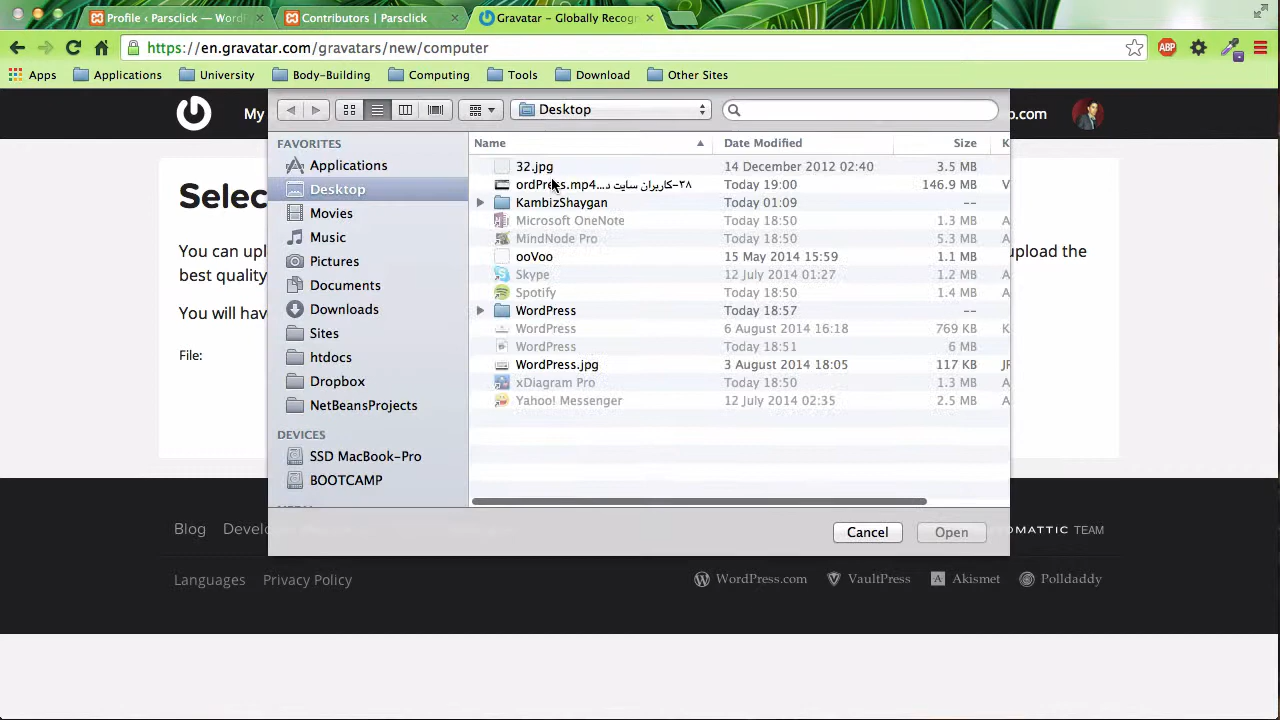 Profile ‹ Parsclick — Word
Contributors | Parsclick
Gravatar - Globally Recogn
https://en.gravatar.com/gravatars/new/computer
ABP
Apps Applications University Body-Building Computing Tools Download Other Sites
My
Desktop
.com
FAVORITES
Applications
Desktop
Movies
Music
Pictures
Documents
Downloads
Sites
htdocs
Dropbox
NetBeansProjects
DEVICES
SSD MacBook-Pro
BOOTCAMP
Name Date Modified Size K
32.jpg 14 December 2012 02:40 3.5 MB
ordPress.mp4...۳۸-کاربران سایت د Today 19:00 146.9 MB V
KambizShaygan Today 01:09 --
Microsoft OneNote Today 18:50 1.3 MB A
MindNode Pro Today 18:50 5.3 MB A
ooVoo 15 May 2014 15:59 1.1 MB A
Skype 12 July 2014 01:27 1.2 MB A
Spotify Today 18:50 1.4 MB A
WordPress Today 18:57 --
WordPress 6 August 2014 16:18 769 KB K
WordPress Today 18:51 6 MB
WordPress.jpg 3 August 2014 18:05 117 KB JP
xDiagram Pro Today 18:50 1.3 MB A
Yahoo! Messenger 12 July 2014 02:35 2.5 MB A
Cancel Open
Selec
You can upl
upload the
best quality
You will hav
File:
Blog Develo
TEAM
Languages Privacy Policy
WordPress.com VaultPress Akismet Polldaddy